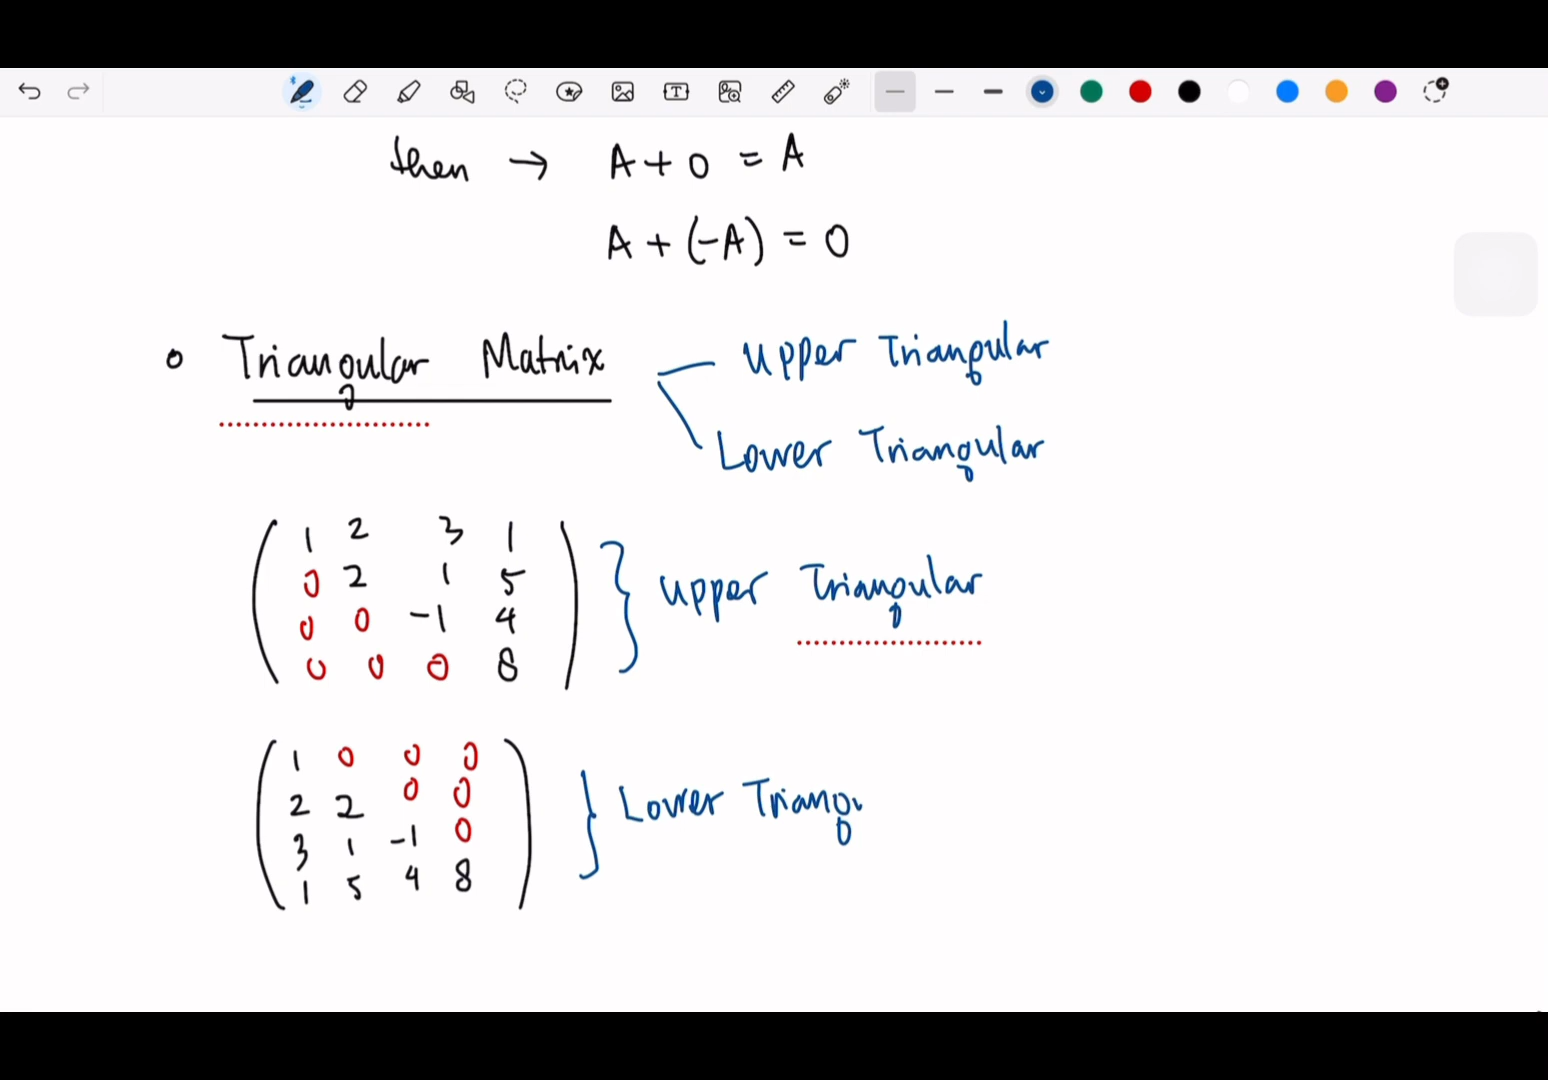 then → A + 0 = A
A + (-A) = 0
o Triangular Matrix
Upper Triangular
Lower Triangular
1 2 3 1
0 2 1 5
0 0 -1 4
0 0 0 8
} Upper Triangular
1 0 0 0
2 2 0 0
3 1 -1 0
1 5 4 8
} Lower Triangu